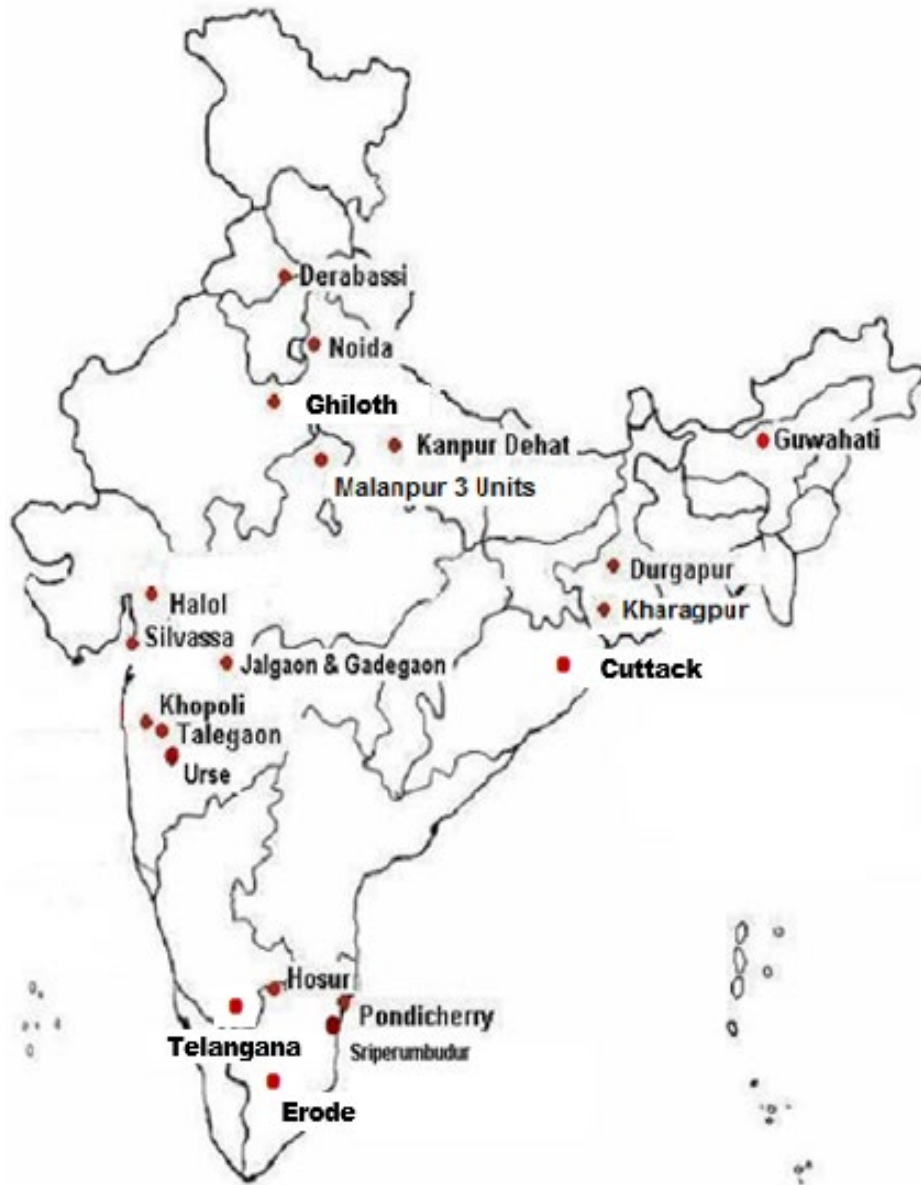 Derabassi
Noida
Ghiloth
Kanpur Dehat
Guwahati
Malanpur 3 Units
Durgapur
Halol
Kharagpur
Silvassa
Jalgaon & Gadegaon
Cuttack
Khopoli
Talegaon
Urse
Hosur
Pondicherry
Telangana
Sriperumbudur
Erode